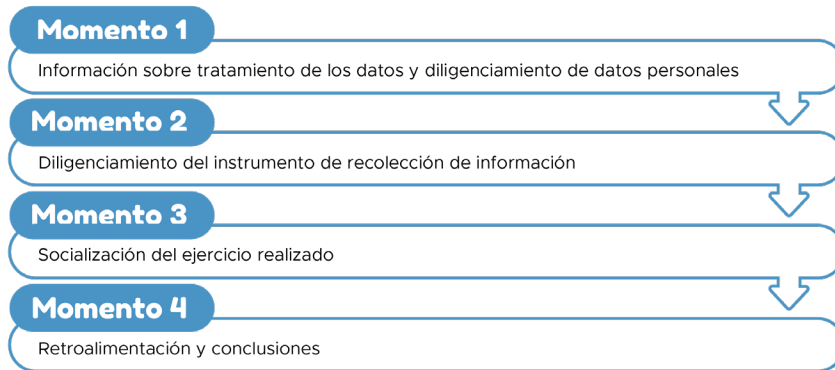 Momento 1
Información sobre tratamiento de los datos y diligenciamiento de datos personales
Momento 2
Diligenciamiento del instrumento de recolección de información
Momento 3
Socialización del ejercicio realizado
Momento 4
Retroalimentación y conclusiones